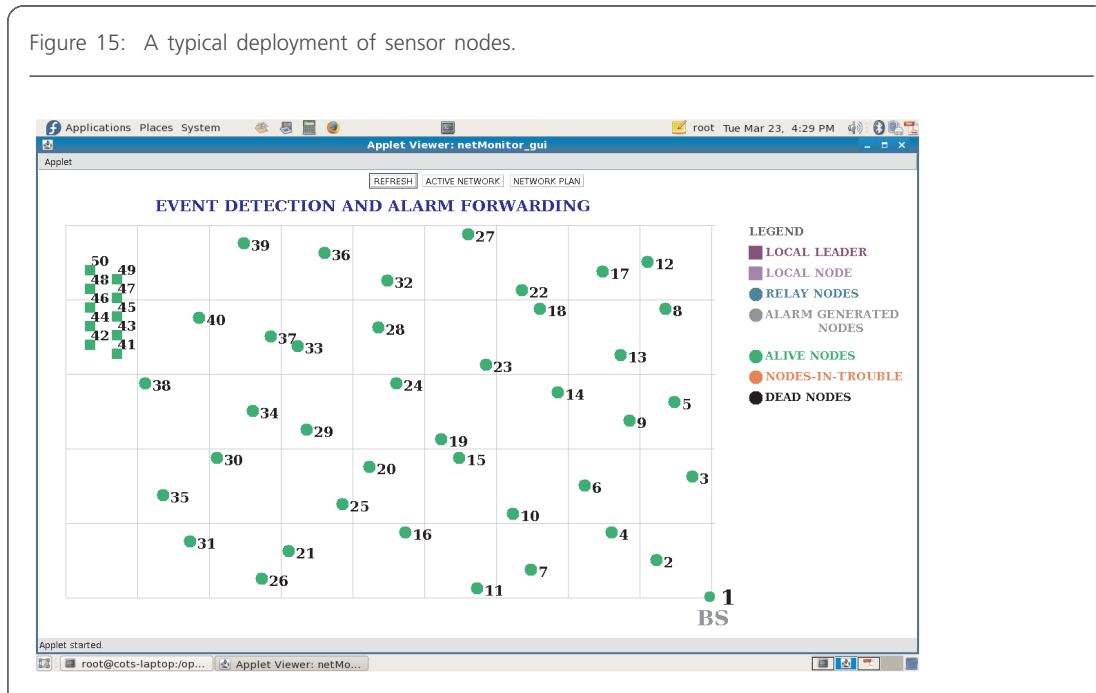 Figure 15: A typical deployment of sensor nodes.
Applications Places System
root Tue Mar 23, 4:29 PM
Applet Viewer: netMonitor_gui
Applet
REFRESH ACTIVE NETWORK NETWORK PLAN
EVENT DETECTION AND ALARM FORWARDING
LEGEND
LOCAL LEADER
LOCAL NODE
RELAY NODES
ALARM GENERATED
NODES
ALIVE NODES
NODES-IN-TROUBLE
DEAD NODES
27
39
36
12
50
49
17
48
32
47
22
46
45
18
8
44
40
43
28
42
37
41
33
13
23
38
24
14
5
34
9
29
19
30
15
20
3
6
35
25
10
16
4
31
21
2
7
26
11
1
BS
Applet started.
root@cots-laptop:/op... Applet Viewer: netMo...